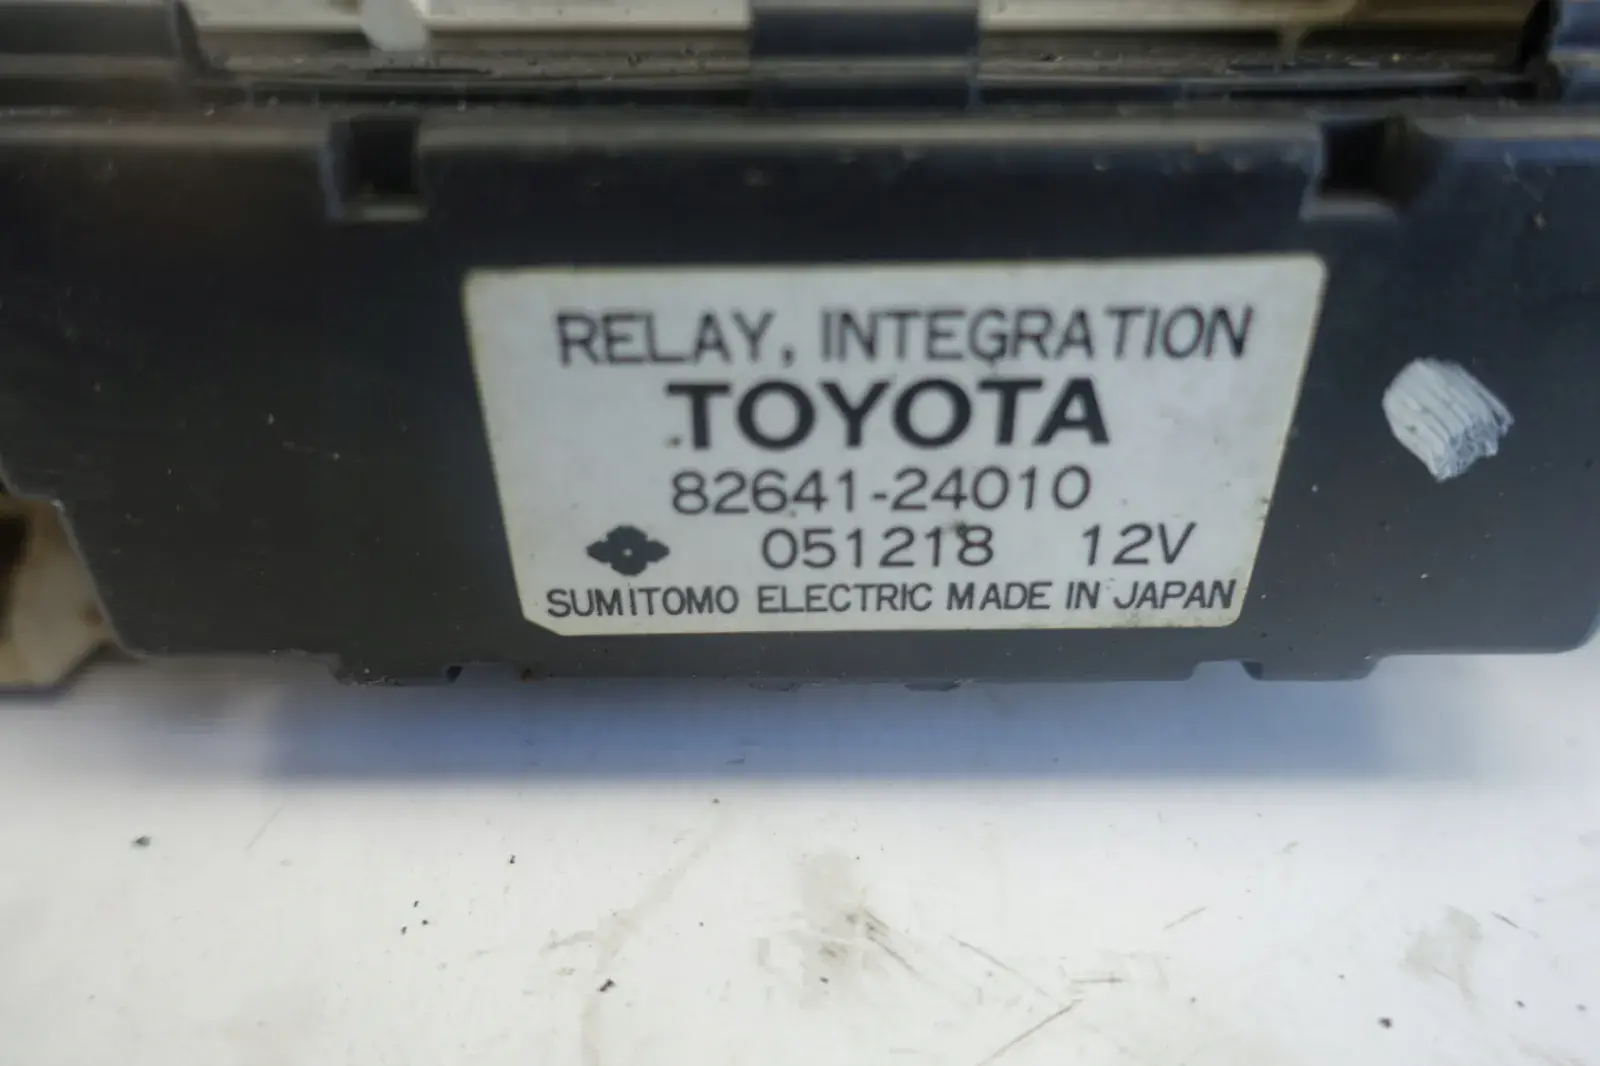 RELAY, INTEGRATION
TOYOTA
82641-24010
051218 12V
SUMITOMO ELECTRIC MADE IN JAPAN